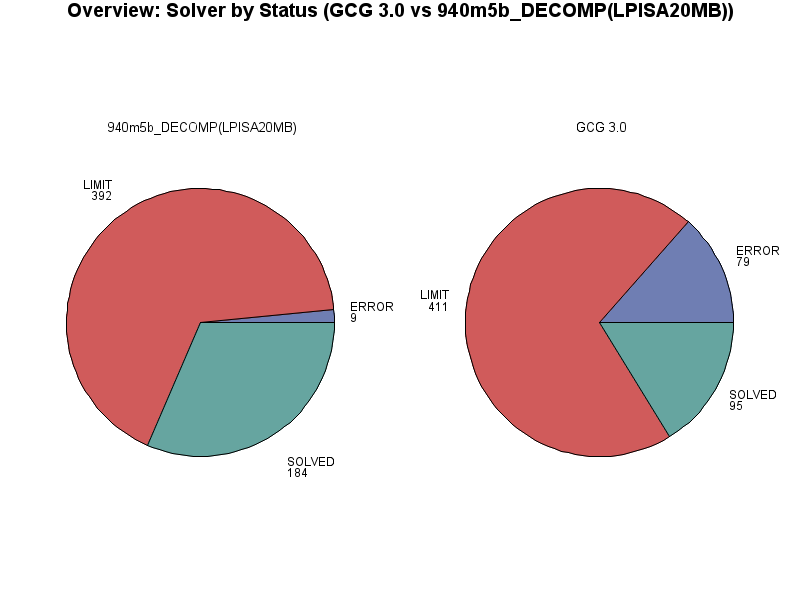 Overview: Solver by Status (GCG 3.0 vs 940m5b_DECOMP(LPISA20MB))
940m5b_DECOMP(LPISA20MB)
LIMIT
392
ERROR
9
SOLVED
184
GCG 3.0
LIMIT
411
ERROR
79
SOLVED
95